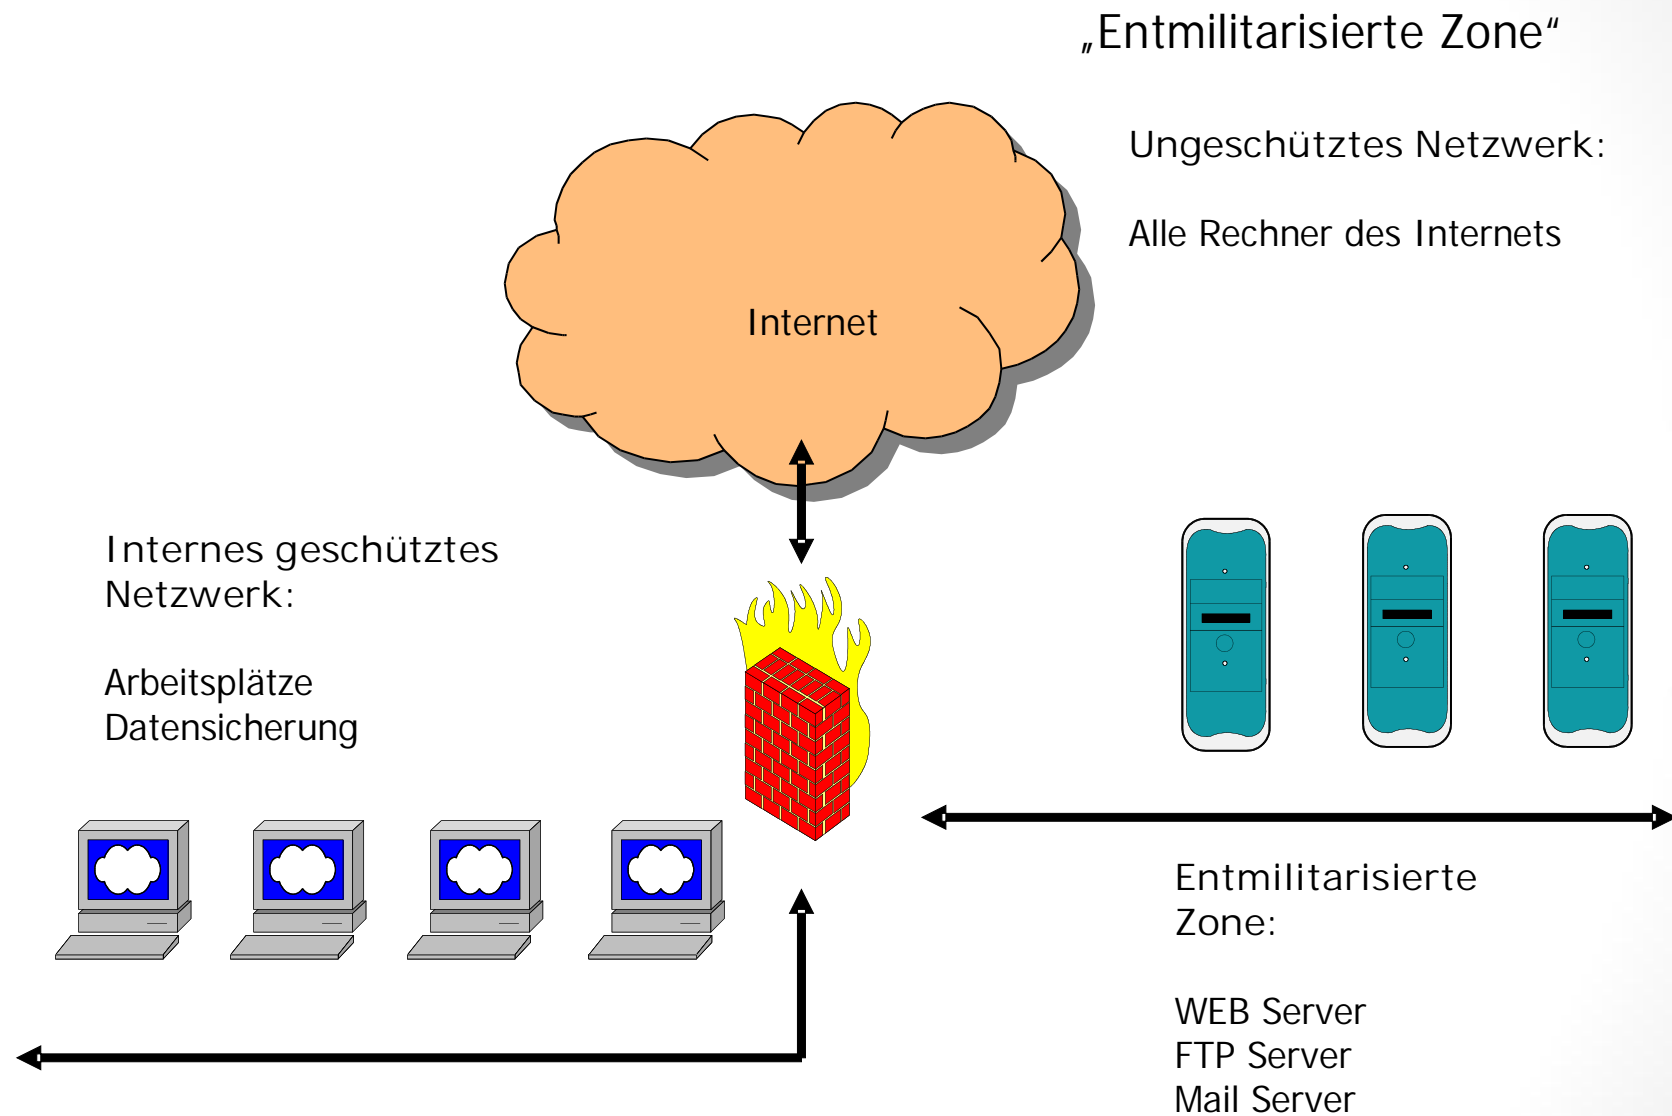 „Entmilitarisierte Zone“
Ungeschütztes Netzwerk:
Alle Rechner des Internets
Internet
Internes geschütztes
Netzwerk:
Arbeitsplätze
Datensicherung
Entmilitarisierte
Zone:
WEB Server
FTP Server
Mail Server